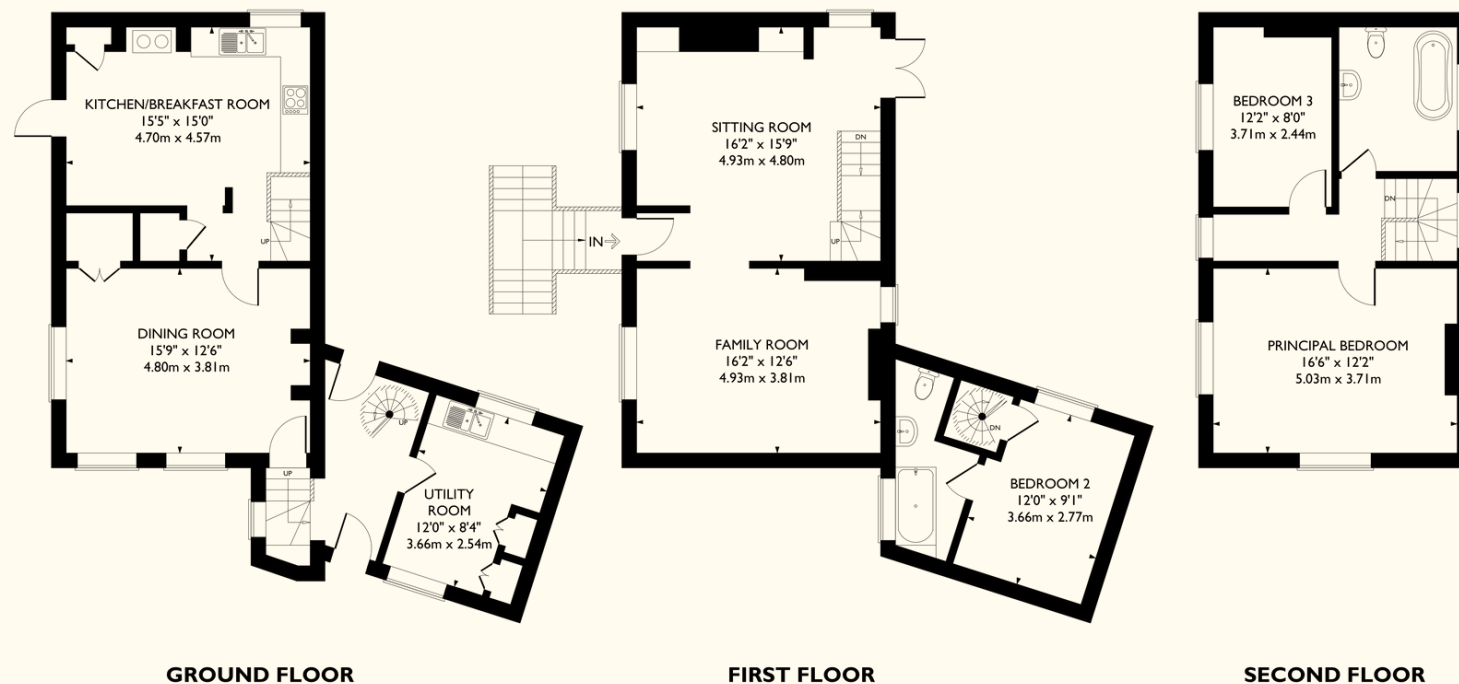 KITCHEN/BREAKFAST ROOM
15'5" x 15'0"
4.70m x 4.57m
UP
DINING ROOM
15'9" x 12'6"
4.80m x 3.81m
UP
UP
UTILITY
ROOM
12'0" x 8'4"
3.66m x 2.54m
GROUND FLOOR
SITTING ROOM
16'2" x 15'9"
4.93m x 4.80m
DN
UP
IN
FAMILY ROOM
16'2" x 12'6"
4.93m x 3.81m
DN
BEDROOM 2
12'0" x 9'1"
3.66m x 2.77m
FIRST FLOOR
BEDROOM 3
12'2" x 8'0"
3.71m x 2.44m
DN
PRINCIPAL BEDROOM
16'6" x 12'2"
5.03m x 3.71m
SECOND FLOOR